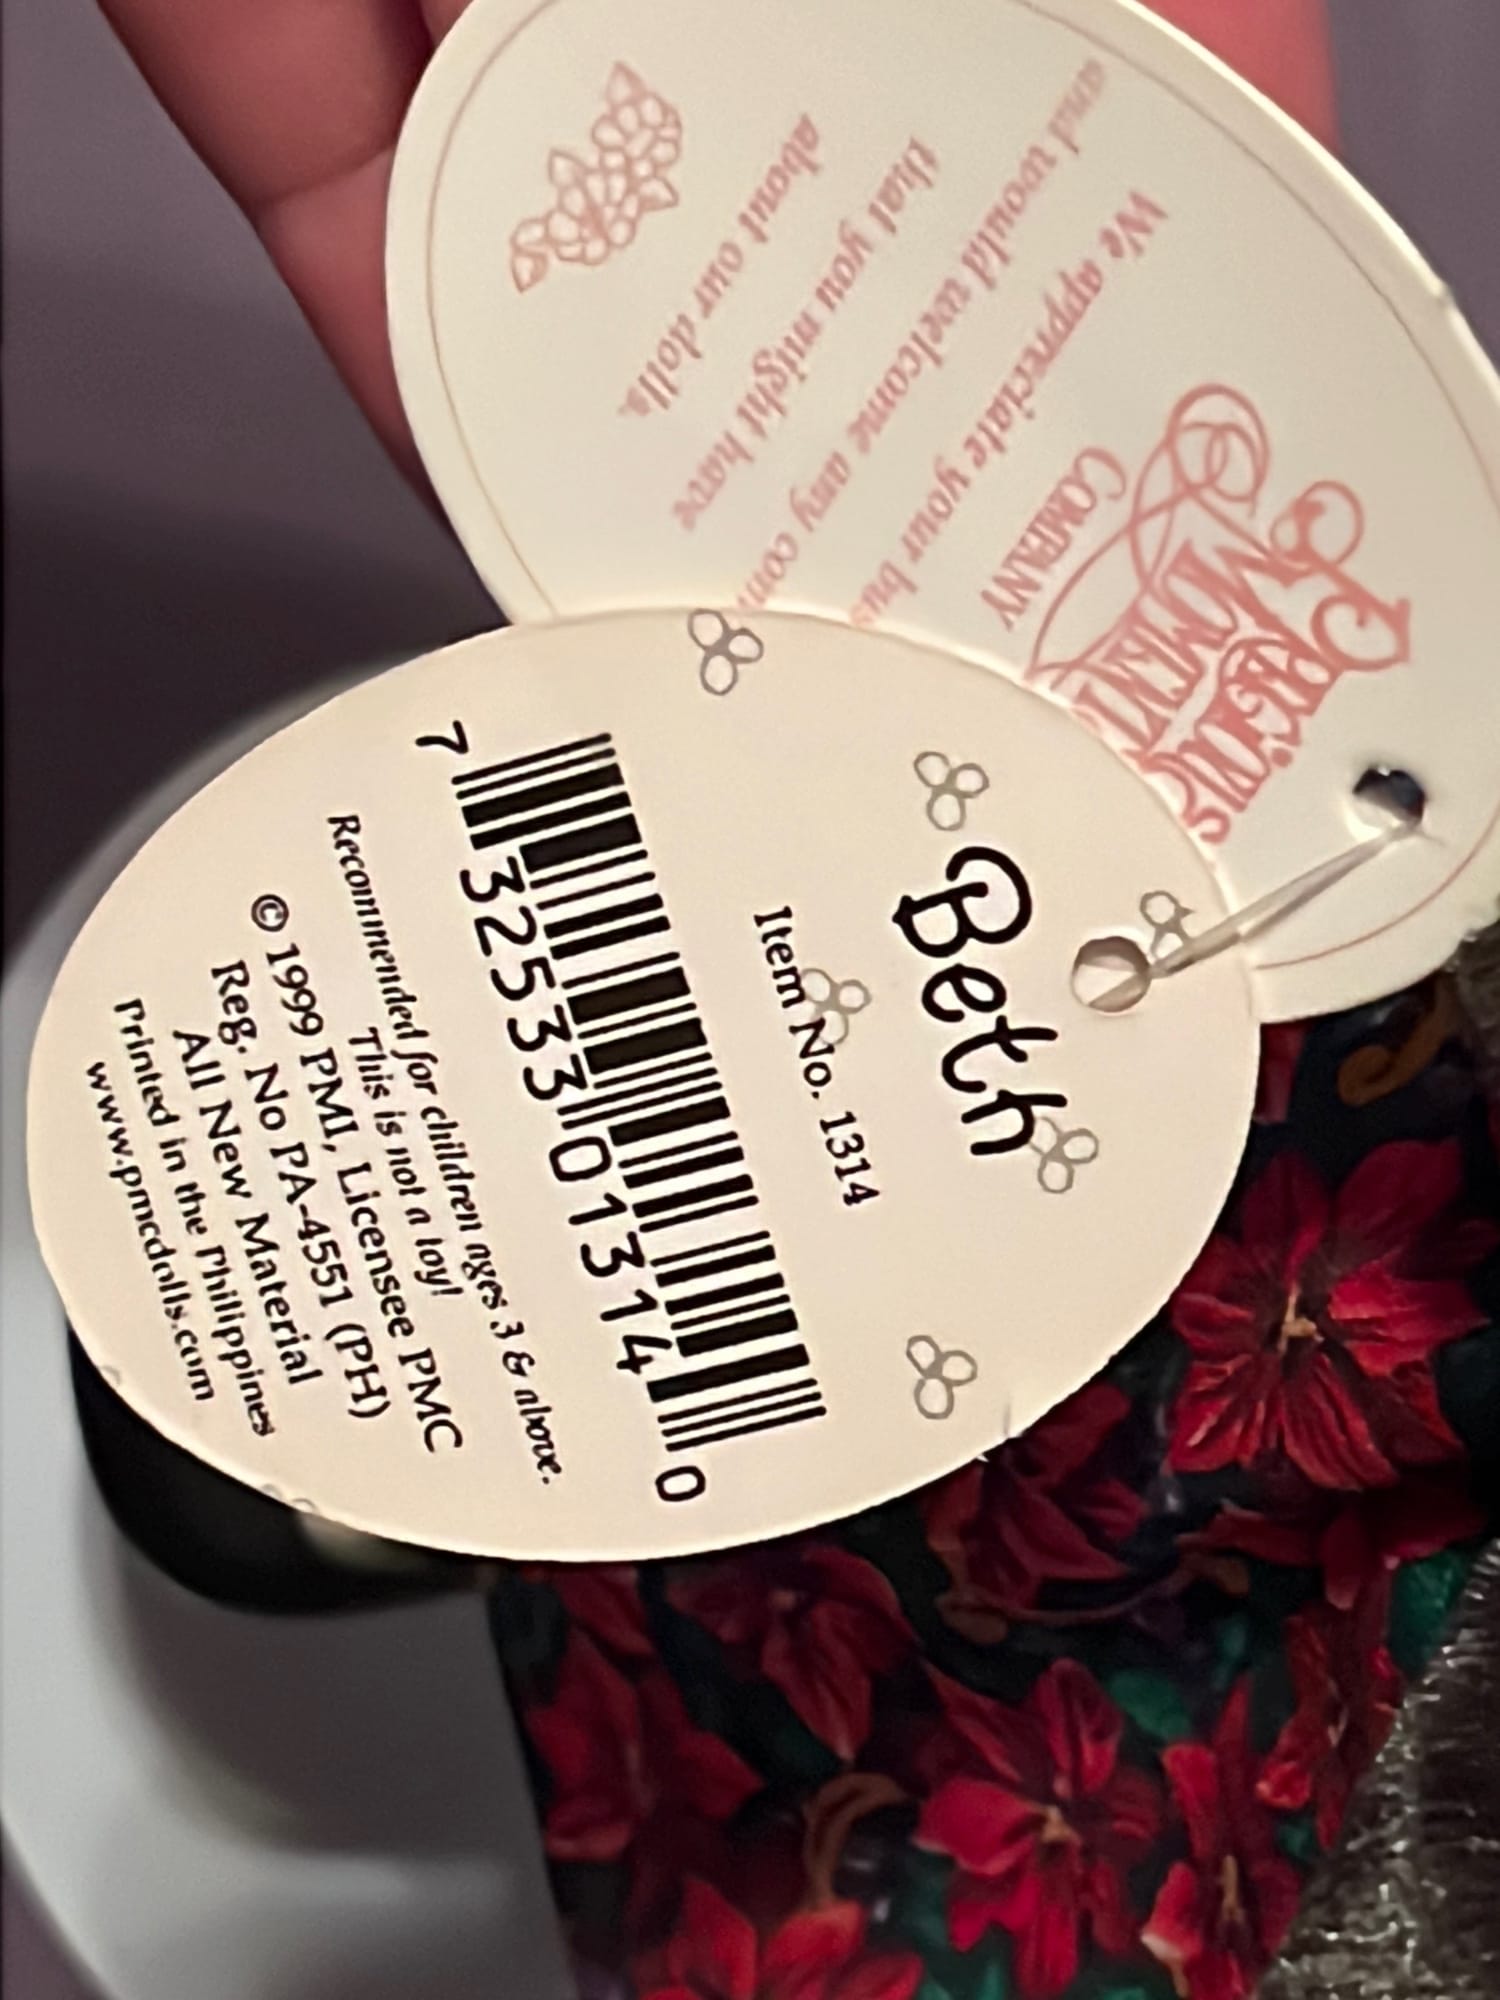 Precious
Moments
Company
We appreciate your
and would welcome any
that you might have
about our dolls.
Beth
Item No. 1314
7 32533 01314 0
Recommended for children ages 3 & above.
This is not a toy!
© 1999 PMI, Licensee PMC
Reg. No PA-4551 (PH)
All New Material
Printed in the Philippines
www.pmcdolls.com